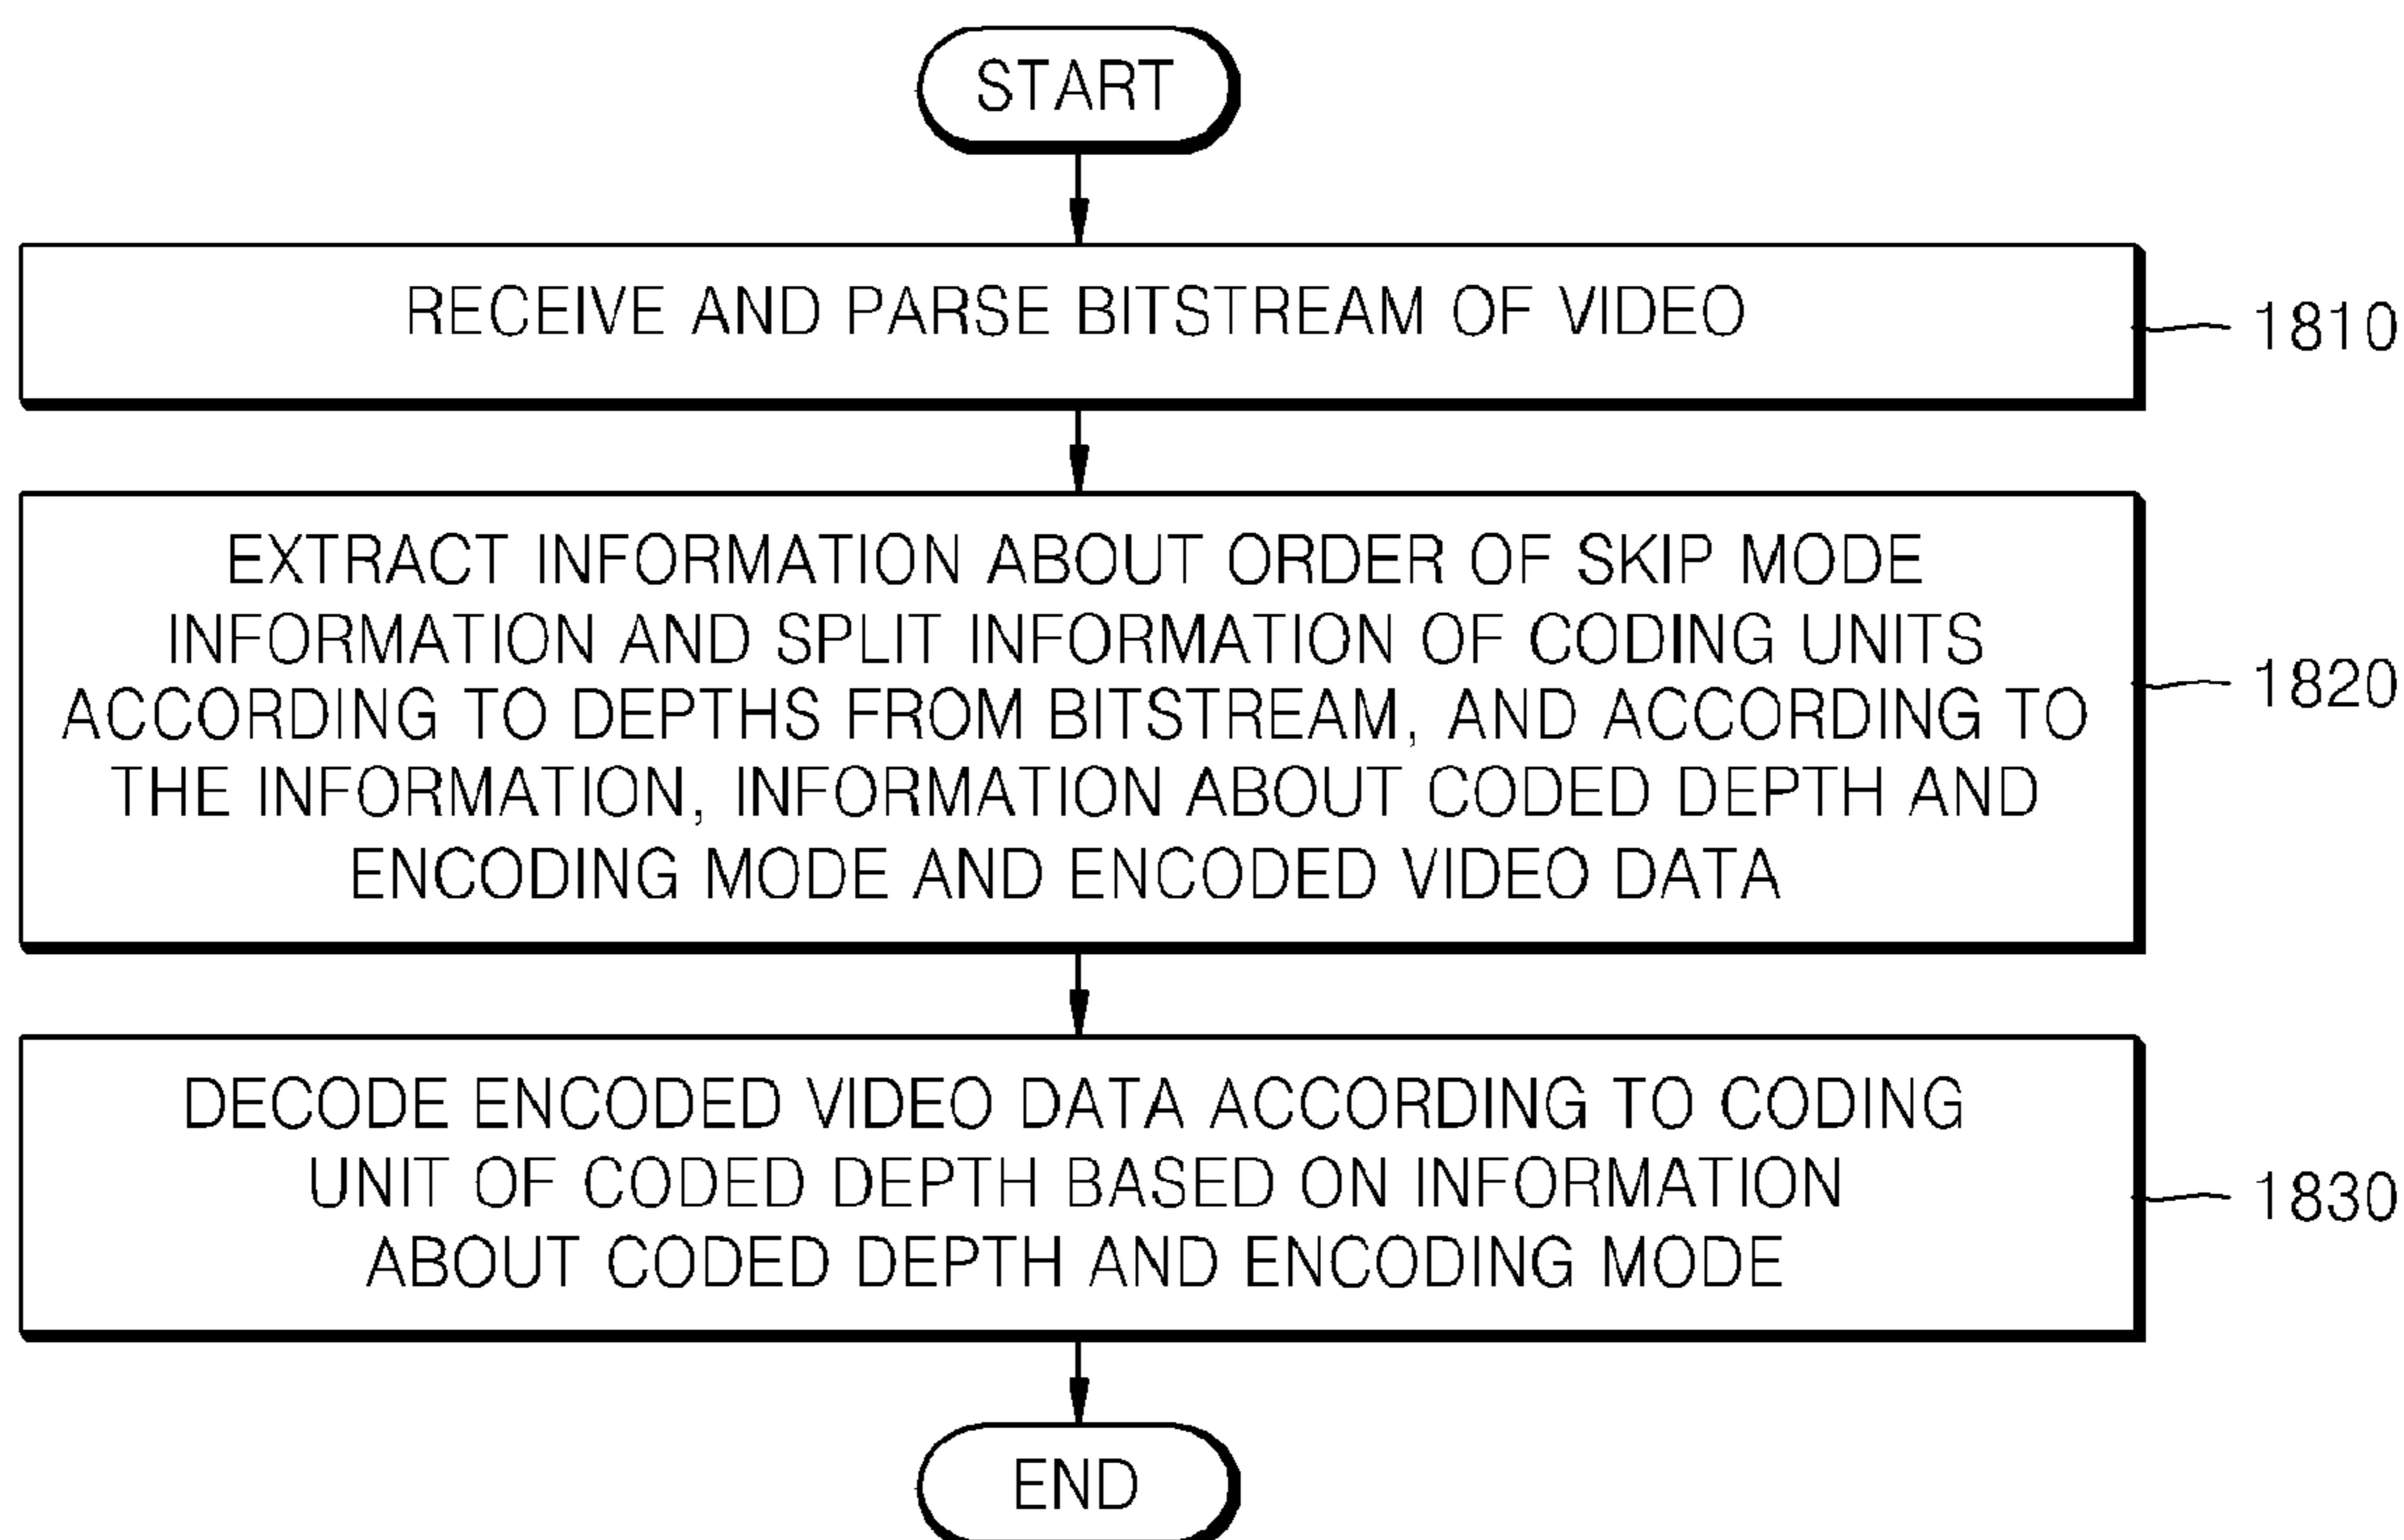 START
RECEIVE AND PARSE BITSTREAM OF VIDEO
1810
EXTRACT INFORMATION ABOUT ORDER OF SKIP MODE
INFORMATION AND SPLIT INFORMATION OF CODING UNITS
ACCORDING TO DEPTHS FROM BITSTREAM, AND ACCORDING TO
THE INFORMATION, INFORMATION ABOUT CODED DEPTH AND
ENCODING MODE AND ENCODED VIDEO DATA
1820
DECODE ENCODED VIDEO DATA ACCORDING TO CODING
UNIT OF CODED DEPTH BASED ON INFORMATION
ABOUT CODED DEPTH AND ENCODING MODE
1830
END